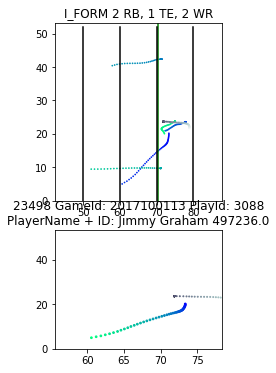 I_FORM 2 RB, 1 TE, 2 WR
50
40
30
20
10
0
50 60 70 80
23498 GameId: 2017100113 PlayId: 3088
PlayerName + ID: Jimmy Graham 497236.0
40
20
0
60 65 70 75